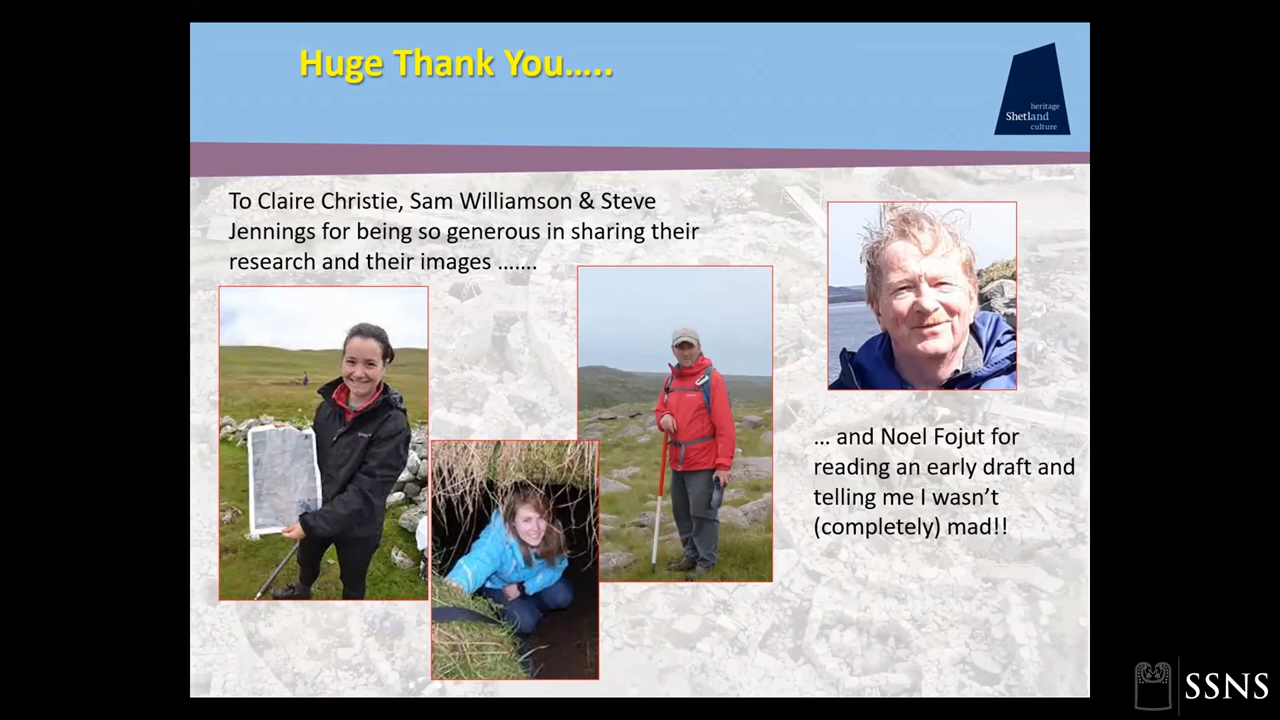 Huge Thank You…..
heritage
Shetland
culture
To Claire Christie, Sam Williamson & Steve
Jennings for being so generous in sharing their
research and their images …….
… and Noel Fojut for
reading an early draft and
telling me I wasn’t
(completely) mad!!
SSNS